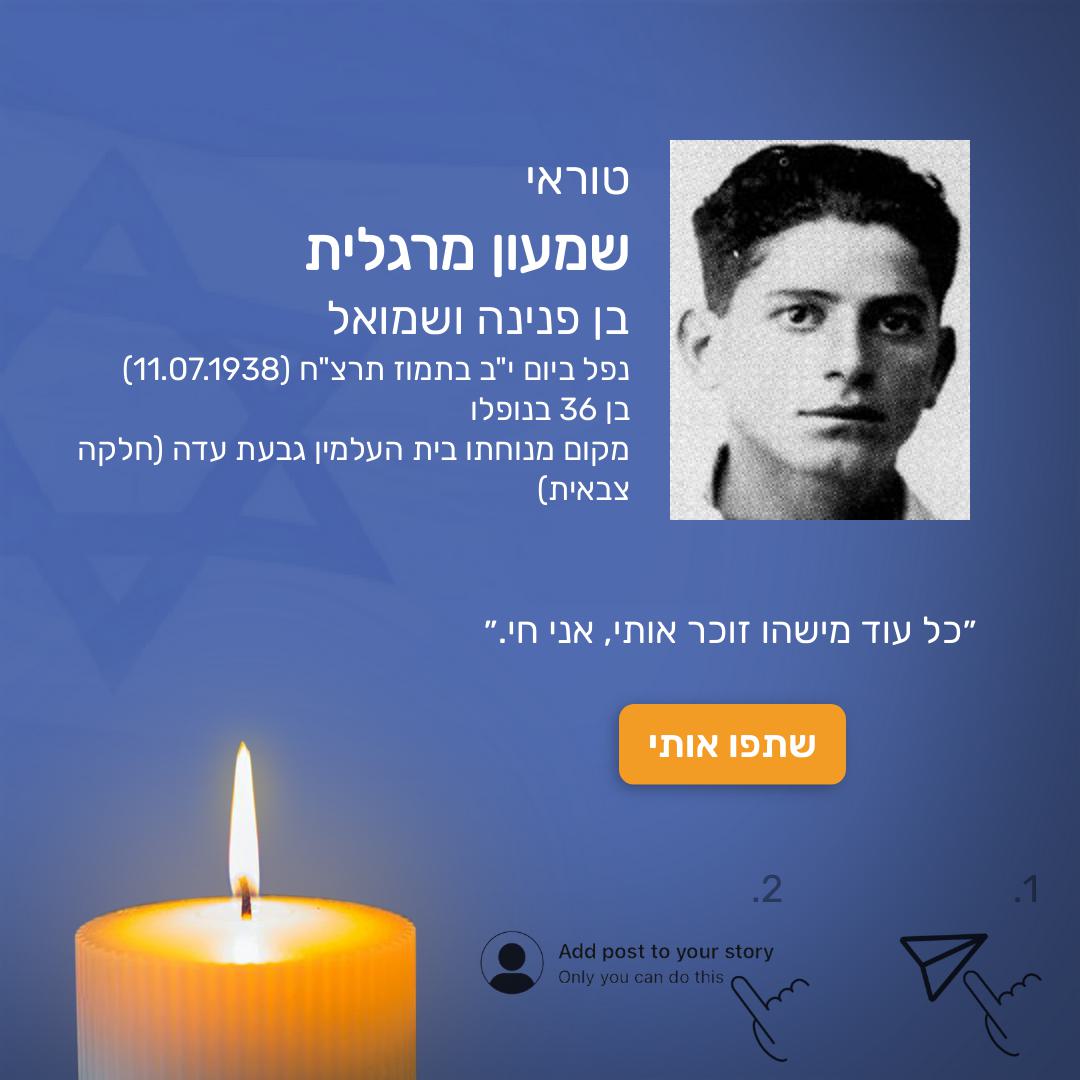 טוראי
שמעון מרגלית
בן פנינה ושמואל
נפל ביום י"ב בתמוז תרצ"ח (11.07.1938)
בן 36 בנופלו
מקום מנוחתו בית העלמין גבעת עדה (חלקה
צבאית)
״כל עוד מישהו זוכר אותי, אני חי.״
שתפו אותי
1.
2.
Add post to your story
Only you can do this